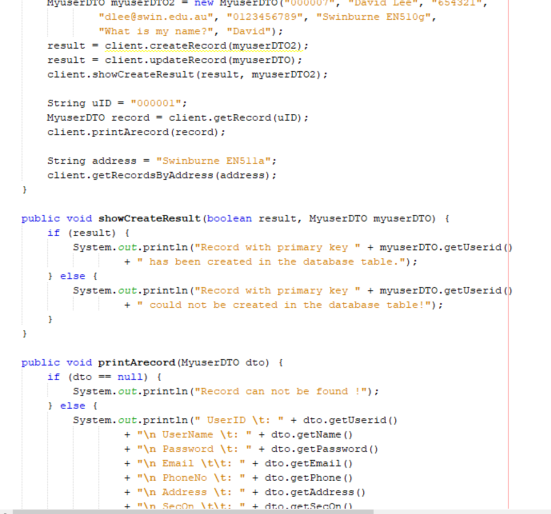 MyuserDTO myuserDTO2 = new MyuserDTO("000007", "David Lee", "654321",
"dlee@swin.edu.au", "0123456789", "Swinburne EN510g",
"What is my name?", "David");
result = client.createRecord(myuserDTO2);
result = client.updateRecord(myuserDTO);
client.showCreateResult(result, myuserDTO2);
String uID = "000001";
MyuserDTO record = client.getRecord(uID);
client.printArecord(record);
String address = "Swinburne EN511a";
client.getRecordsByAddress(address);
}
public void showCreateResult(boolean result, MyuserDTO myuserDTO) {
if (result) {
System.out.println("Record with primary key " + myuserDTO.getUserid()
+ " has been created in the database table.");
} else {
System.out.println("Record with primary key " + myuserDTO.getUserid()
+ " could not be created in the database table!");
}
}
public void printArecord(MyuserDTO dto) {
if (dto == null) {
System.out.println("Record can not be found !");
} else {
System.out.println(" UserID \t: " + dto.getUserid()
+ "\n UserName \t: " + dto.getName()
+ "\n Password \t: " + dto.getPassword()
+ "\n Email \t\t: " + dto.getEmail()
+ "\n PhoneNo \t: " + dto.getPhone()
+ "\n Address \t: " + dto.getAddress()
+ "\n SecQn \t\t: " + dto.getSecQn()